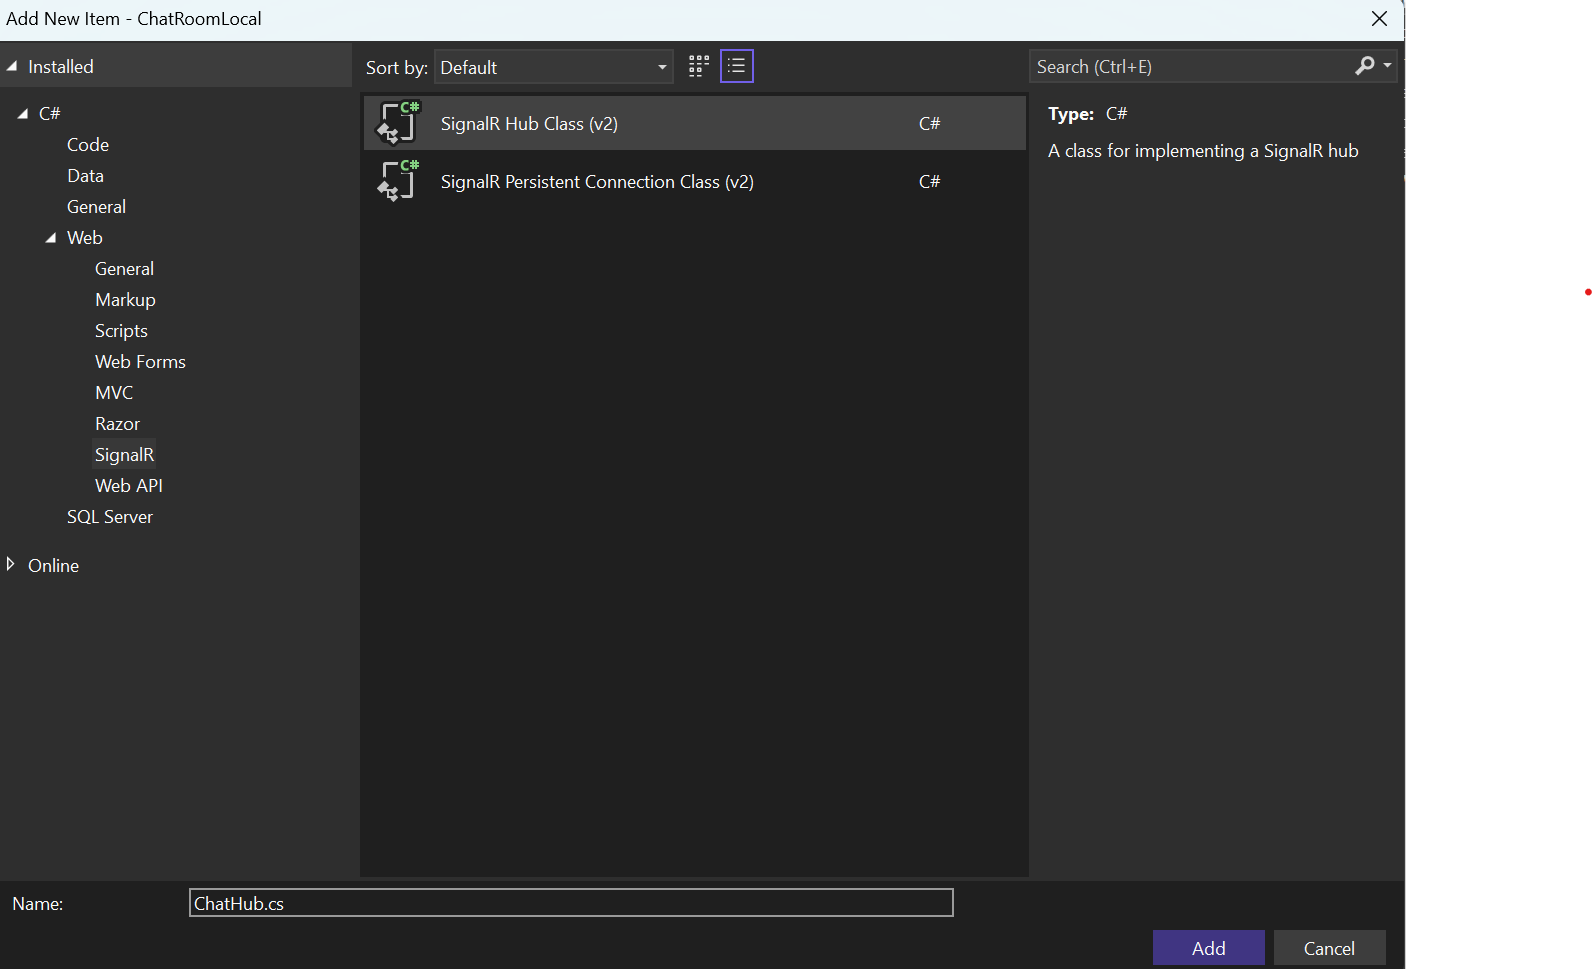 Add New Item - ChatRoomLocal
Installed
Sort by: Default
Search (Ctrl+E)
C#
Code
Data
General
Web
General
Markup
Scripts
Web Forms
MVC
Razor
SignalR
Web API
SQL Server
Online
C# SignalR Hub Class (v2) C#
C# SignalR Persistent Connection Class (v2) C#
Type: C#
A class for implementing a SignalR hub
Name: ChatHub.cs
Add Cancel